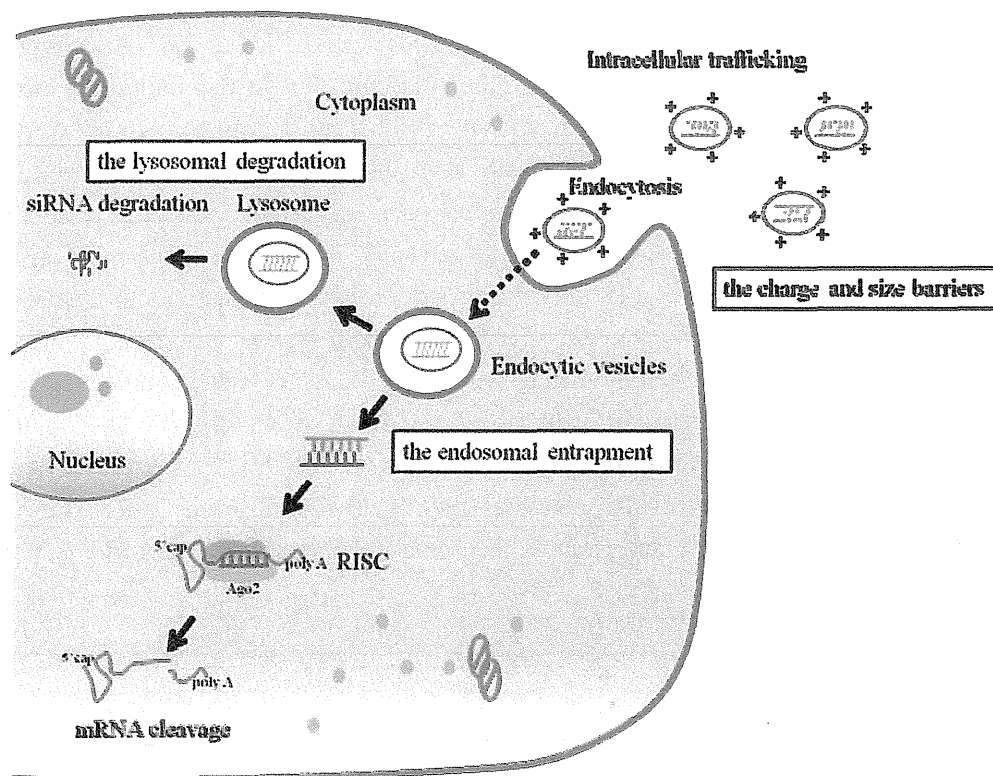 Intracellular trafficking
Cytoplasm
the lysosomal degradation
siRNA degradation
Lysosome
Endocytosis
+ + + + +
+ + + + +
+ + + + +
+ + + + +
the charge and size barriers
Endocytic vesicles
the endosomal entrapment
Nucleus
5'cap
poly A
RISC
Ago2
5'cap
poly A
mRNA cleavage